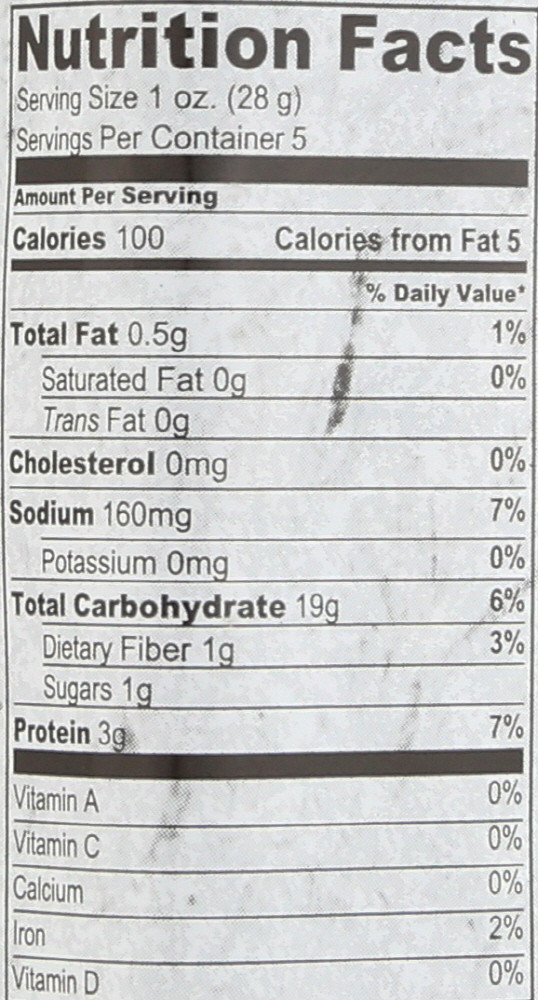 Nutrition Facts
Serving Size 1 oz. (28 g)
Servings Per Container 5
Amount Per Serving
Calories 100 Calories from Fat 5
% Daily Value*
Total Fat 0.5g 1%
Saturated Fat 0g 0%
Trans Fat 0g
Cholesterol 0mg 0%
Sodium 160mg 7%
Potassium 0mg 0%
Total Carbohydrate 19g 6%
Dietary Fiber 1g 3%
Sugars 1g
Protein 3g 7%
Vitamin A 0%
Vitamin C 0%
Calcium 0%
Iron 2%
Vitamin D 0%